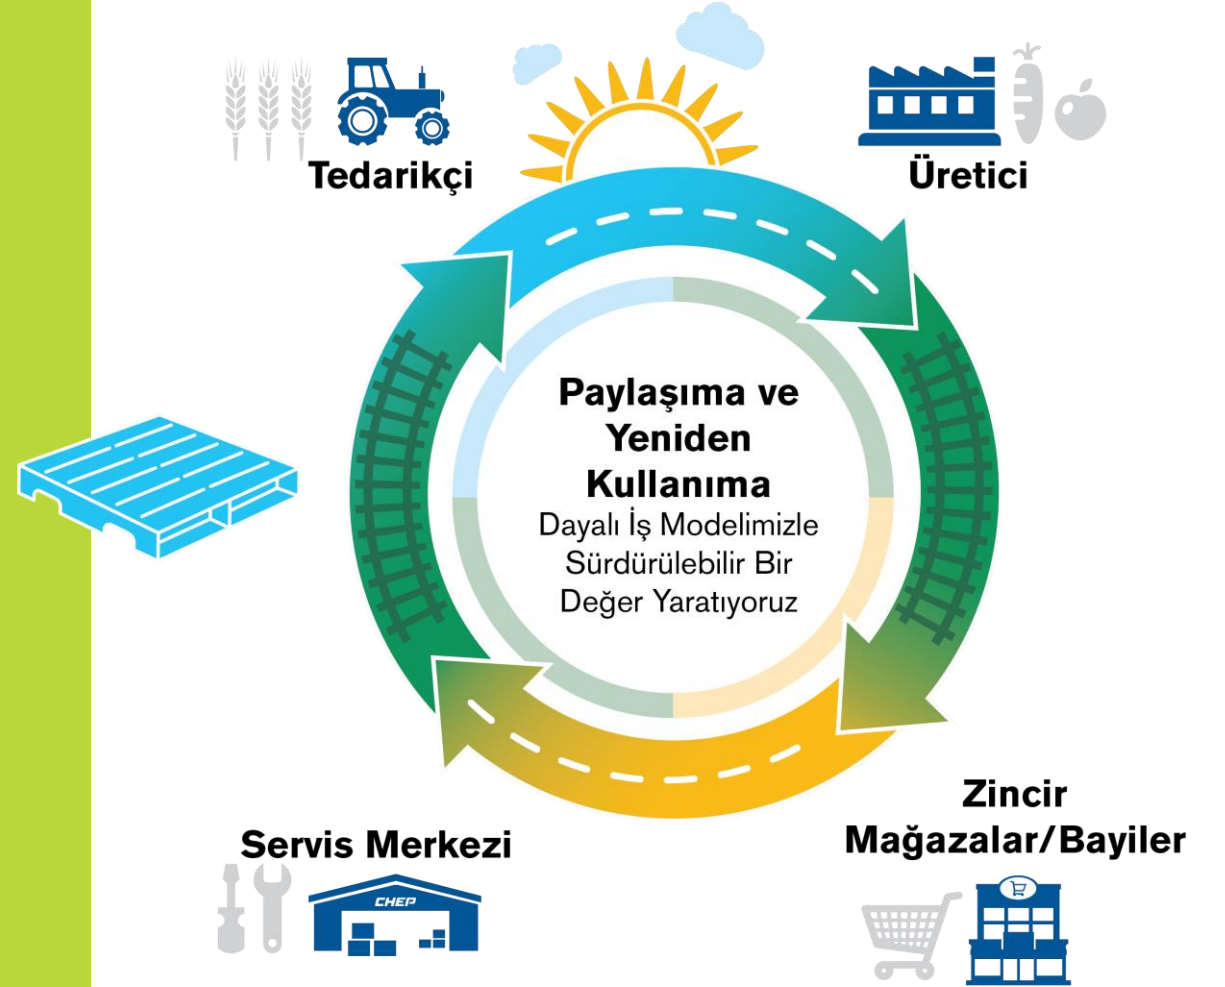 Tedarikçi
Üretici
Paylaşıma ve
Yeniden
Kullanıma
Dayalı İş Modelimizle
Sürdürülebilir Bir
Değer Yaratıyoruz
Zincir
Mağazalar/Bayiler
Servis Merkezi
CHEP